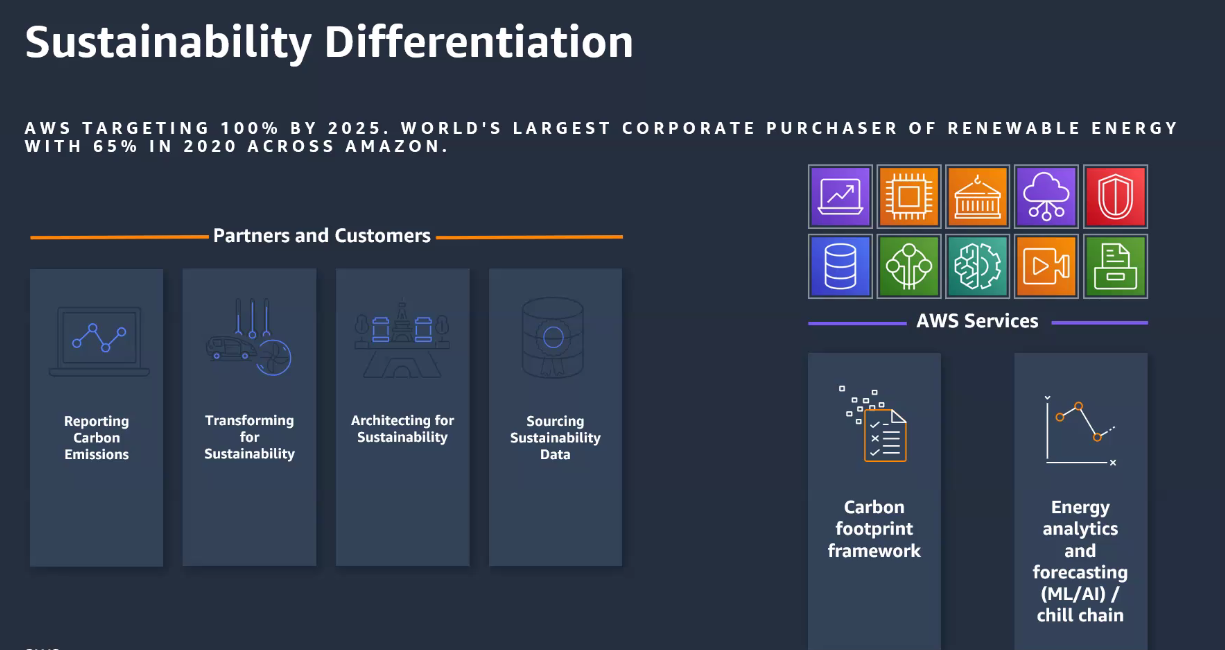 Sustainability Differentiation
AWS TARGETING 100% BY 2025. WORLD'S LARGEST CORPORATE PURCHASER OF RENEWABLE ENERGY
WITH 65% IN 2020 ACROSS AMAZON.
Partners and Customers
Reporting
Carbon
Emissions
Transforming
for
Sustainability
Architecting for
Sustainability
Sourcing
Sustainability
Data
AWS Services
Carbon
footprint
framework
Energy
analytics
and
forecasting
(ML/AI) /
chill chain